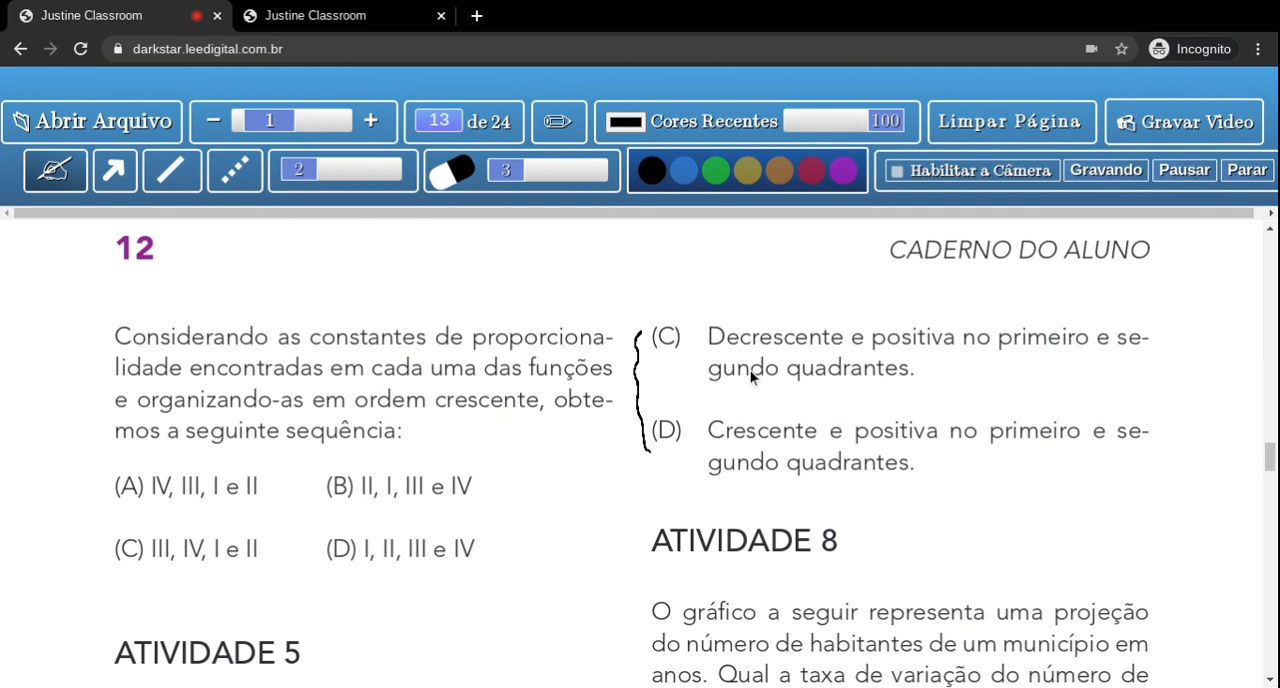 Justine Classroom
Justine Classroom
darkstar.leedigital.com.br
Incognito
Abrir Arquivo
1
13 de 24
Cores Recentes
100
Limpar Página
Gravar Video
2
3
Habilitar a Câmera
Gravando
Pausar
Parar
12
CADERNO DO ALUNO
Considerando as constantes de proporciona-
lidade encontradas em cada uma das funções
e organizando-as em ordem crescente, obte-
mos a seguinte sequência:
(A) IV, III, I e II
(B) II, I, III e IV
(C) III, IV, I e II
(D) I, II, III e IV
ATIVIDADE 5
(C) Decrescente e positiva no primeiro e se-
gundo quadrantes.
(D) Crescente e positiva no primeiro e se-
gundo quadrantes.
ATIVIDADE 8
O gráfico a seguir representa uma projeção
do número de habitantes de um município em
anos. Qual a taxa de variação do número de